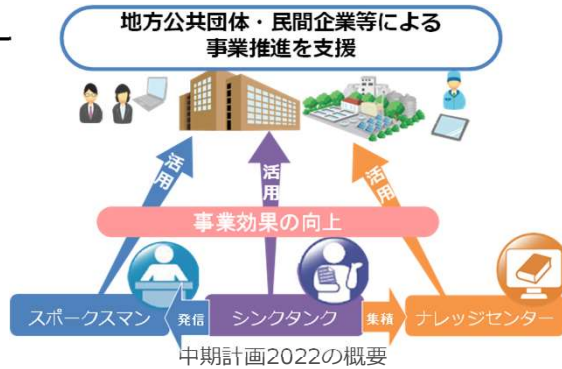 地方公共団体・民間企業等による
事業推進を支援
活用
活用
活用
事業効果の向上
スポークスマン
発信
シンクタンク
集積
ナレッジセンター
中期計画2022の概要